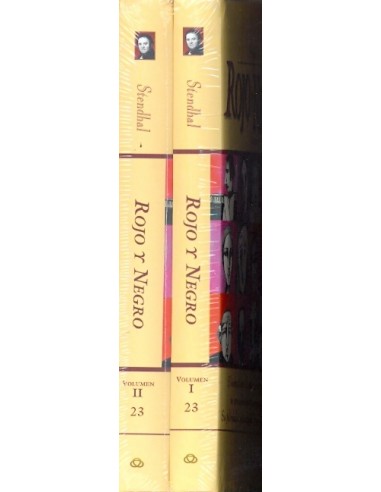 Stendhal
ROJO Y NEGRO
VOLUMEN
II
23
Stendhal
ROJO Y NEGRO
VOLUMEN
I
23